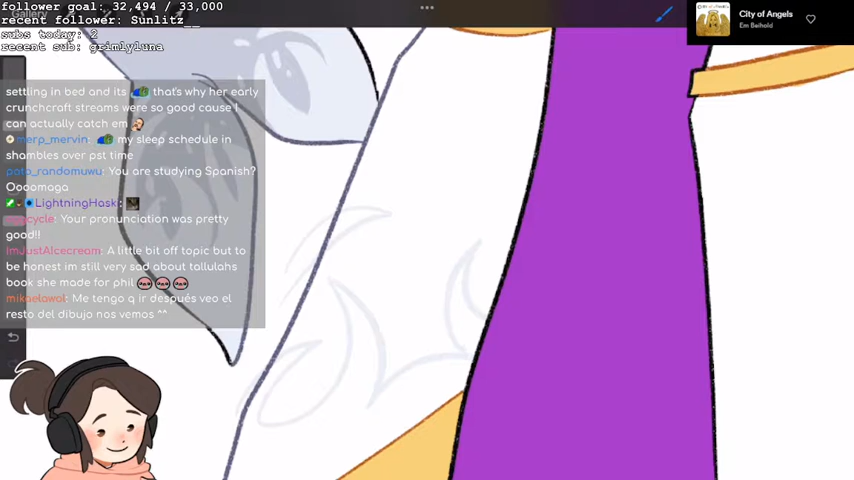 follower goal: 32,494 / 33,000
recent follower: Sunlitz__
subs today: 2
recent sub: grimlyluna
Gallery
settling in bed and its that's why her early
crunchcraft streams were so good cause I
can actually catch em
merp_mervin: my sleep schedule in
shambles over pst time
pato_randomuwu: You are studying Spanish?
Oooomaga
LightningHask:
Your pronunciation was pretty
good!!
ImJustAIcecream: A little bit off topic but to
be honest im still very sad about tallulahs
book she made for phil
mikaelawol: Me tengo q ir después veo el
resto del dibujo nos vemos ^^
City of Angels
Em Beihold